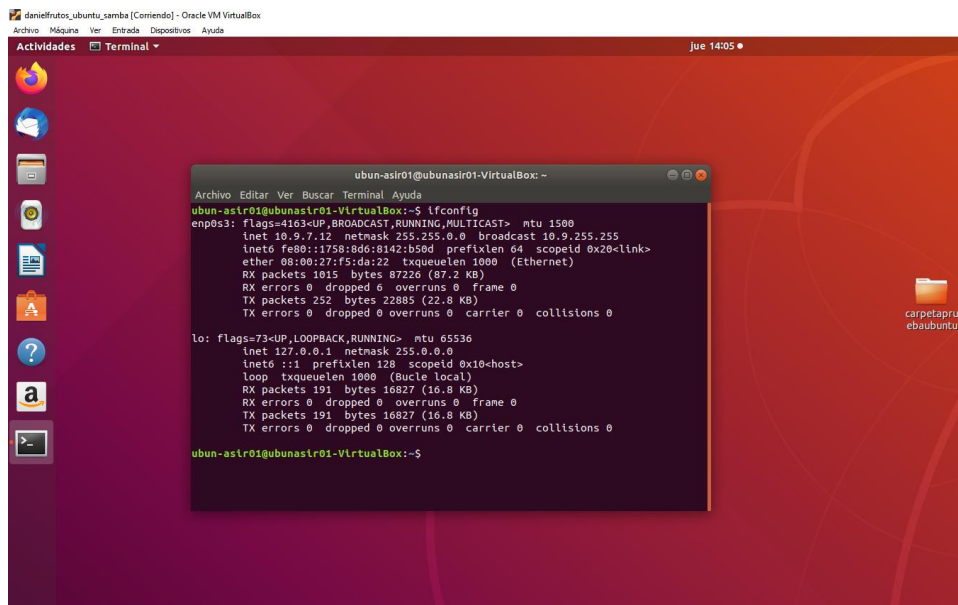 danielfrutos_ubuntu_samba [Corriendo] - Oracle VM VirtualBox
Archivo Máquina Ver Entrada Dispositivos Ayuda
Actividades Terminal jue 14:05
ubun-asir01@ubunasir01-VirtualBox: ~
Archivo Editar Ver Buscar Terminal Ayuda
ubun-asir01@ubunasir01-VirtualBox:~$ ifconfig
enp0s3: flags=4163<UP,BROADCAST,RUNNING,MULTICAST> mtu 1500
inet 10.9.7.12 netmask 255.255.0.0 broadcast 10.9.255.255
inet6 fe80::1758:8d6:8142:b50d prefixlen 64 scopeid 0x20<link>
ether 08:00:27:f5:da:22 txqueuelen 1000 (Ethernet)
RX packets 1015 bytes 87226 (87.2 KB)
RX errors 0 dropped 6 overruns 0 frame 0
TX packets 252 bytes 22885 (22.8 KB)
TX errors 0 dropped 0 overruns 0 carrier 0 collisions 0
lo: flags=73<UP,LOOPBACK,RUNNING> mtu 65536
inet 127.0.0.1 netmask 255.0.0.0
inet6 ::1 prefixlen 128 scopeid 0x10<host>
loop txqueuelen 1000 (Bucle local)
RX packets 191 bytes 16827 (16.8 KB)
RX errors 0 dropped 0 overruns 0 frame 0
TX packets 191 bytes 16827 (16.8 KB)
TX errors 0 dropped 0 overruns 0 carrier 0 collisions 0
ubun-asir01@ubunasir01-VirtualBox:~$
carpetapru
ebaubuntu